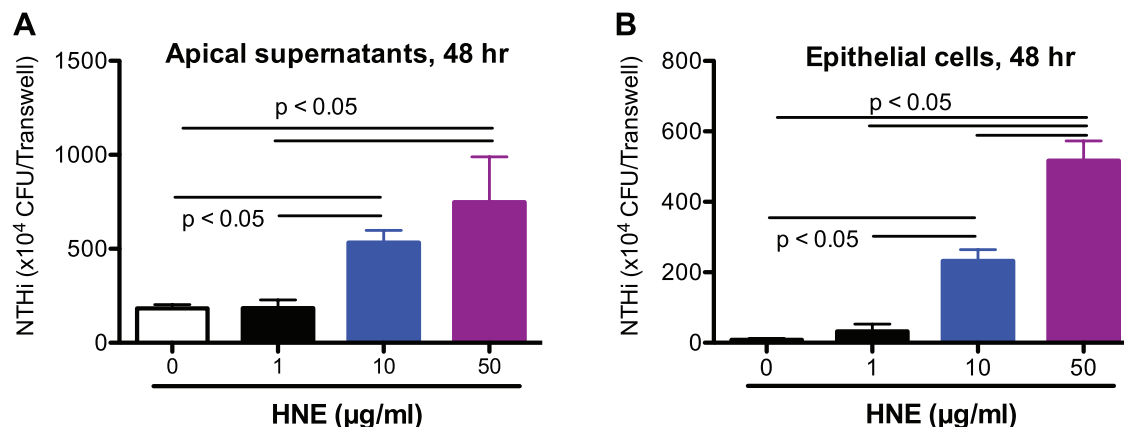 A
Apical supernatants, 48 hr
NTHi (x10⁴ CFU/Transwell)
1500
1000
500
0
p < 0.05
p < 0.05
0 1 10 50
HNE (µg/ml)
B
Epithelial cells, 48 hr
NTHi (x10⁴ CFU/Transwell)
800
600
400
200
0
p < 0.05
p < 0.05
0 1 10 50
HNE (µg/ml)